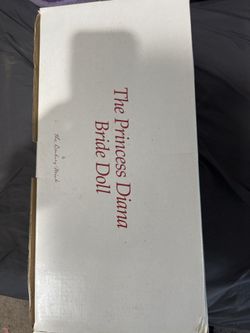 The Princess Diana
Bride Doll
The Danbury Mint